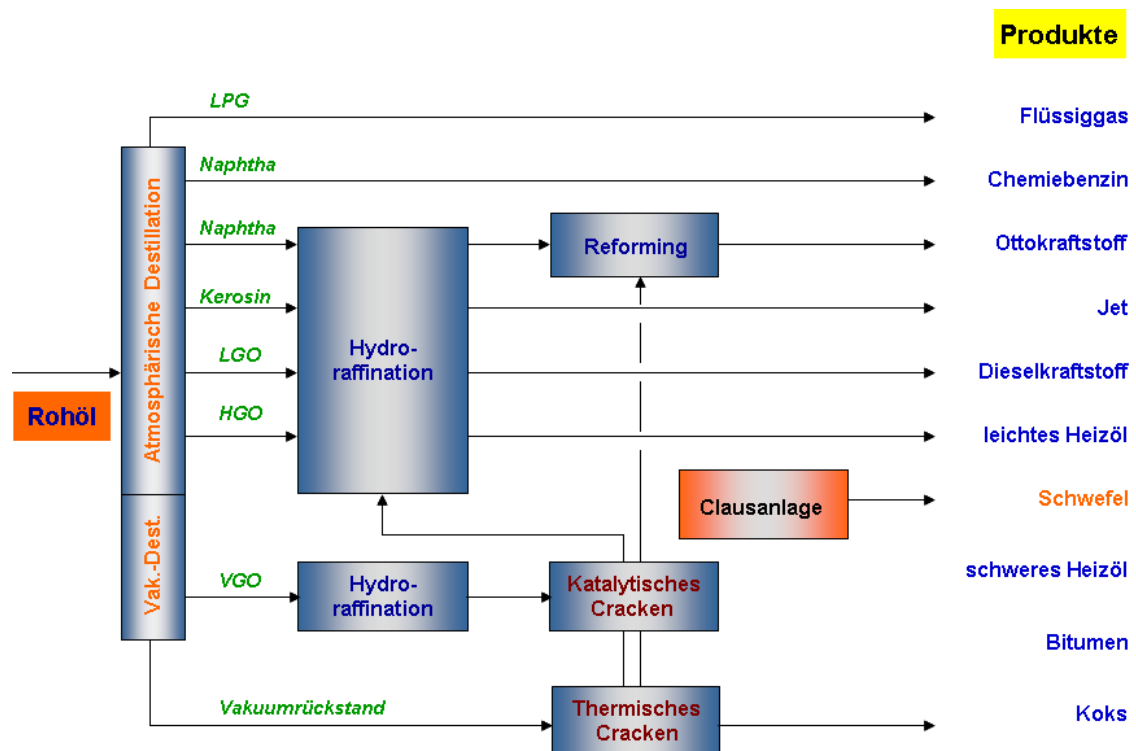 Produkte
LPG
Flüssiggas
Naphtha
Chemiebenzin
Naphtha
Reforming
Ottokraftstoff
Kerosin
Jet
Atmosphärische Destillation
LGO
Hydro-
raffination
Dieselkraftstoff
Rohöl
HGO
leichtes Heizöl
Clausanlage
Schwefel
Vak.-Dest.
VGO
Hydro-
raffination
Katalytisches
Cracken
schweres Heizöl
Bitumen
Vakuumrückstand
Thermisches
Cracken
Koks